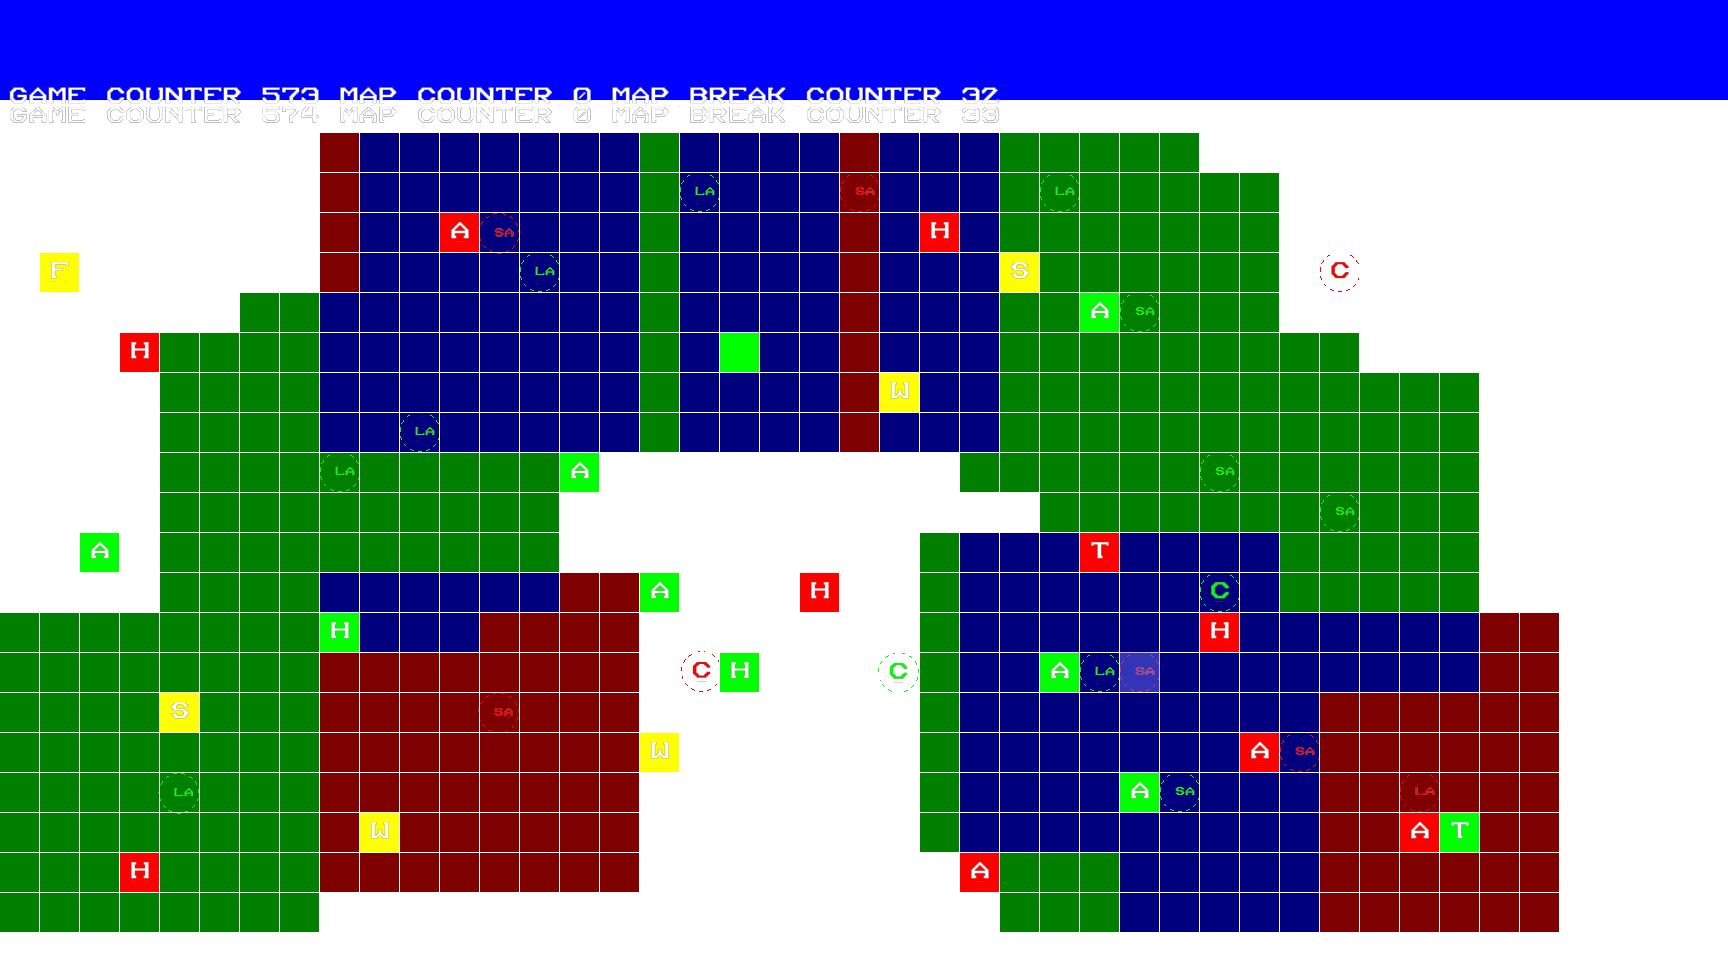 GAME COUNTER 573 MAP COUNTER 0 MAP BREAK COUNTER 32
GAME COUNTER 574 MAP COUNTER 0 MAP BREAK COUNTER 33
LA SA LA
A SA H
F LA S C
A SA
H
W
LA
LA A SA
SA
A T
A H C
H H
C H C A LA SA
S SA
W A SA
LA A SA LA
W A T
H A